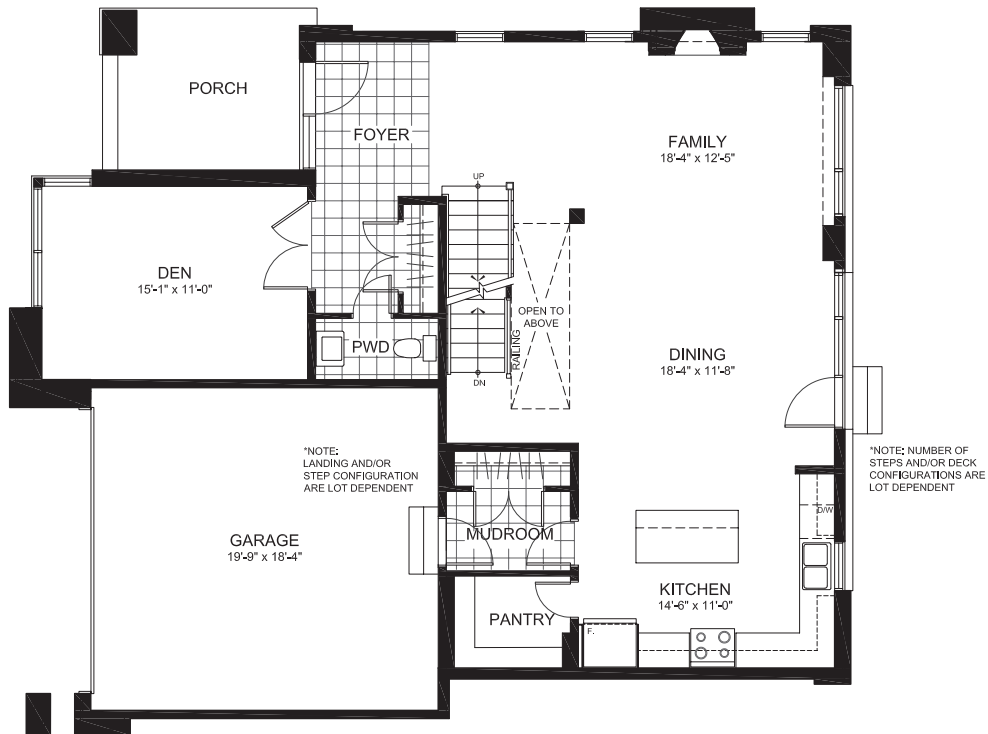 PORCH
FOYER
FAMILY
18'-4" x 12'-5"
UP
DEN
15'-1" x 11'-0"
OPEN TO
ABOVE
RAILING
PWD
DN
DINING
18'-4" x 11'-8"
*NOTE:
LANDING AND/OR
STEP CONFIGURATION
ARE LOT DEPENDENT
*NOTE: NUMBER OF
STEPS AND/OR DECK
CONFIGURATIONS ARE
LOT DEPENDENT
D/W
MUDROOM
GARAGE
19'-9" x 18'-4"
KITCHEN
14'-6" x 11'-0"
PANTRY
F.